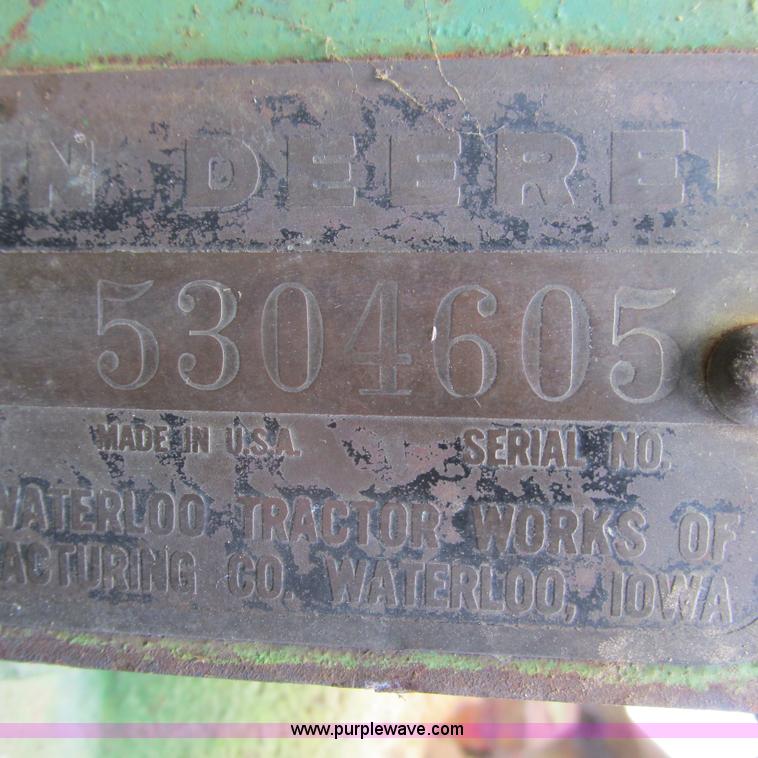 N DEERE
5304605
MADE IN U.S.A. SERIAL NO.
WATERLOO TRACTOR WORKS OF
ACTURING CO. WATERLOO, IOWA
www.purplewave.com